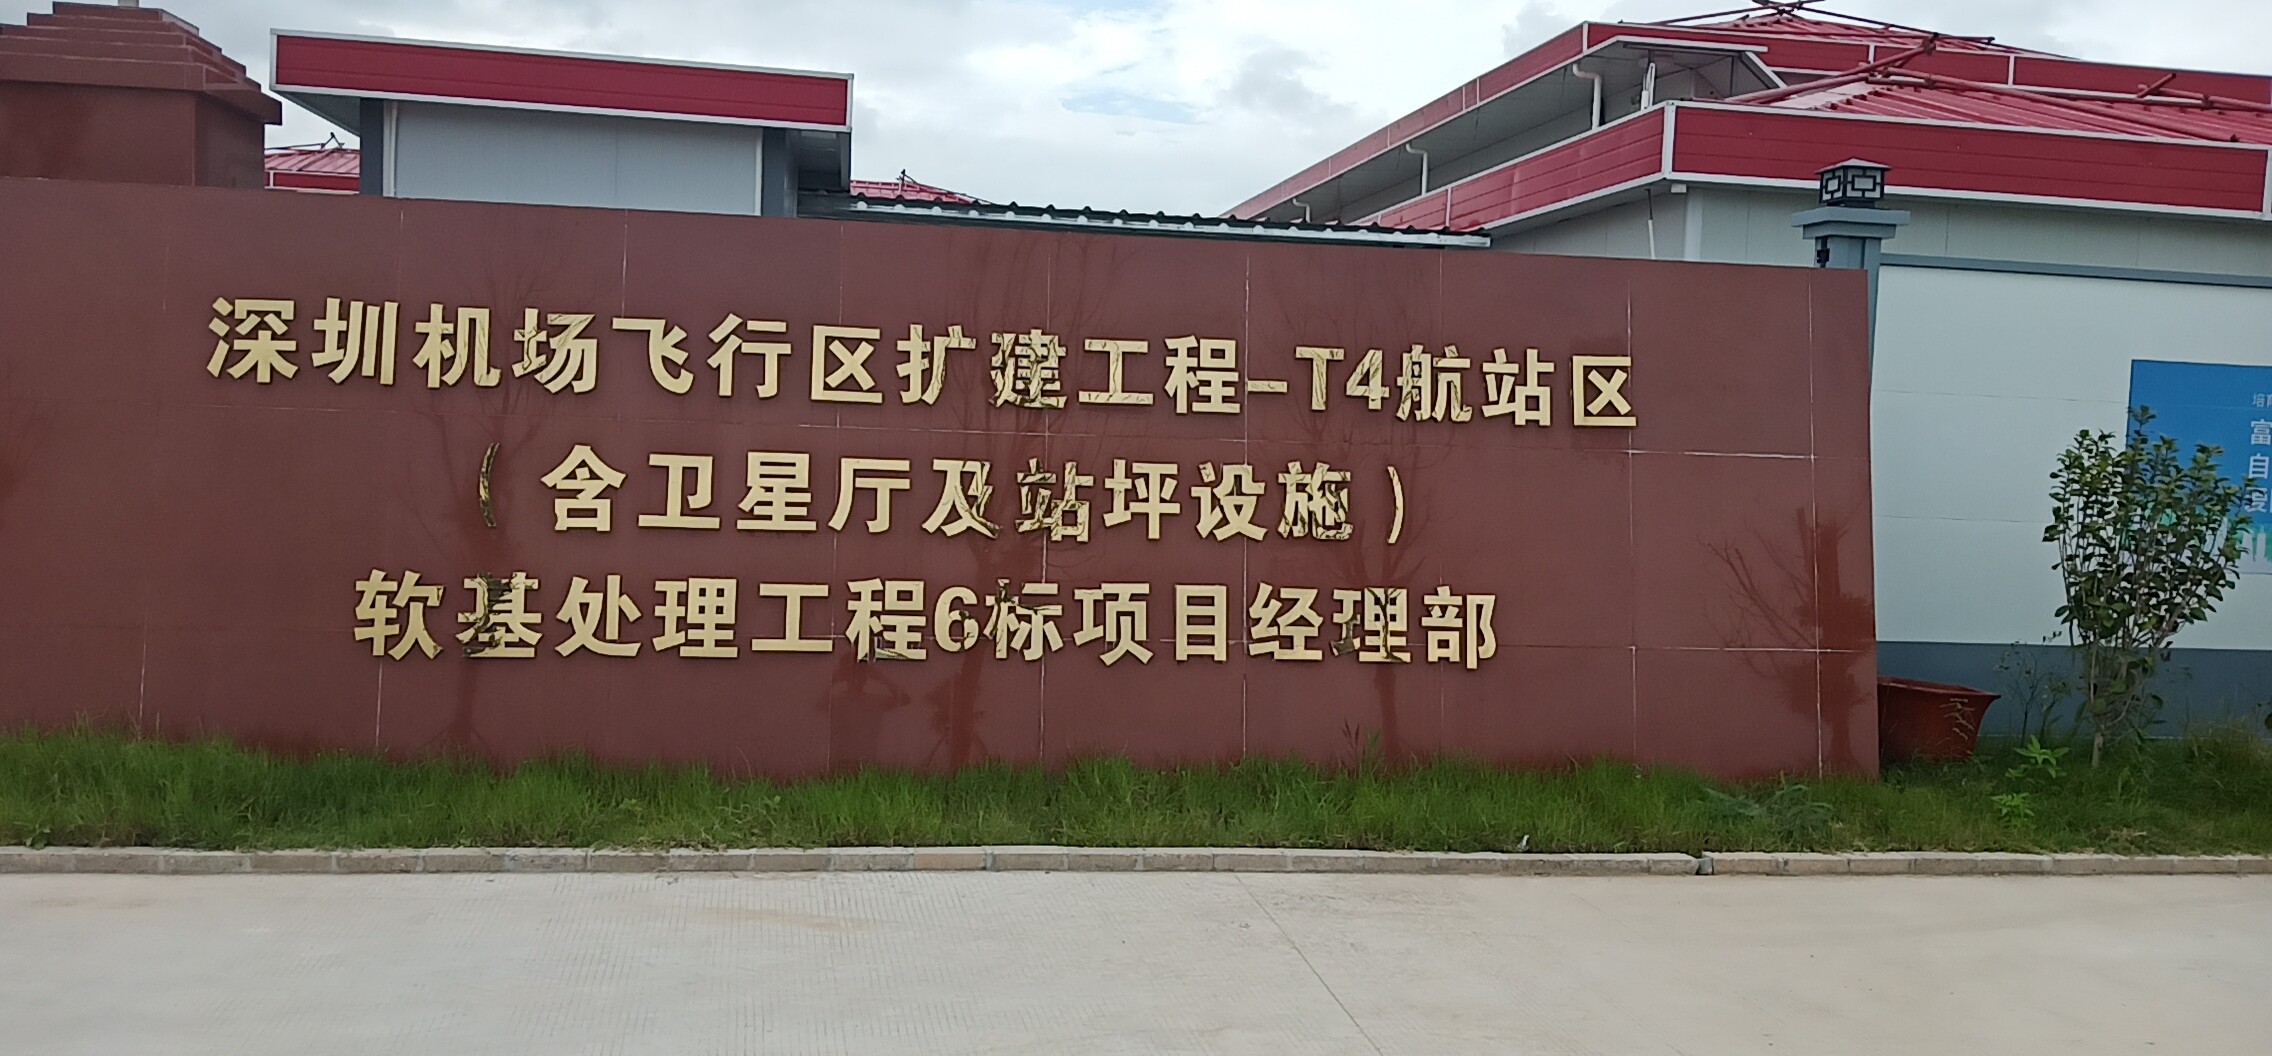 深圳机场飞行区扩建工程-T4航站区
（含卫星厅及站坪设施）
软基处理工程6标项目经理部
富
自